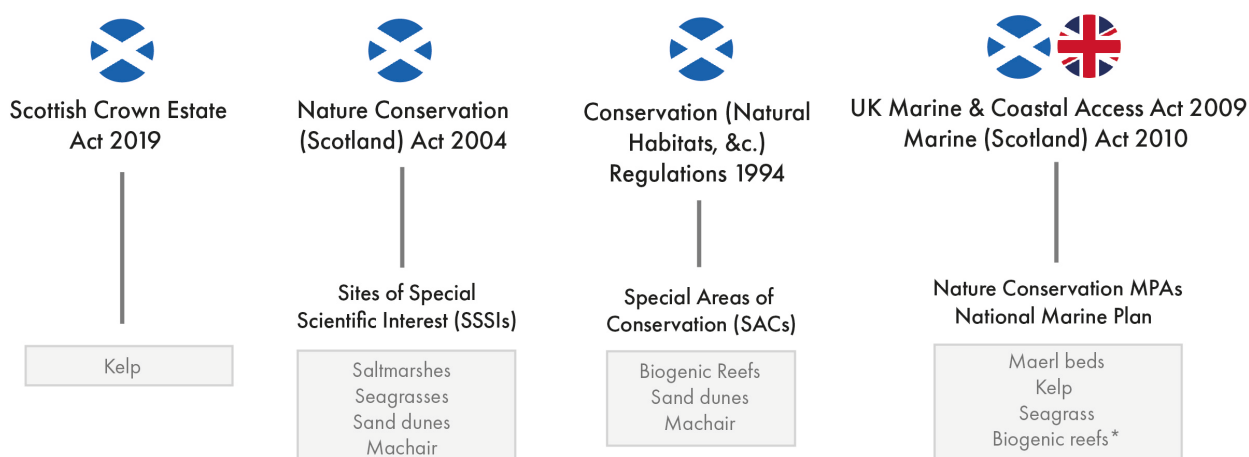 Scottish Crown Estate
Act 2019
Kelp
Nature Conservation
(Scotland) Act 2004
Sites of Special
Scientific Interest (SSSIs)
Saltmarshes
Seagrasses
Sand dunes
Machair
Conservation (Natural
Habitats, &c.)
Regulations 1994
Special Areas of
Conservation (SACs)
Biogenic Reefs
Sand dunes
Machair
UK Marine & Coastal Access Act 2009
Marine (Scotland) Act 2010
Nature Conservation MPAs
National Marine Plan
Maerl beds
Kelp
Seagrass
Biogenic reefs*